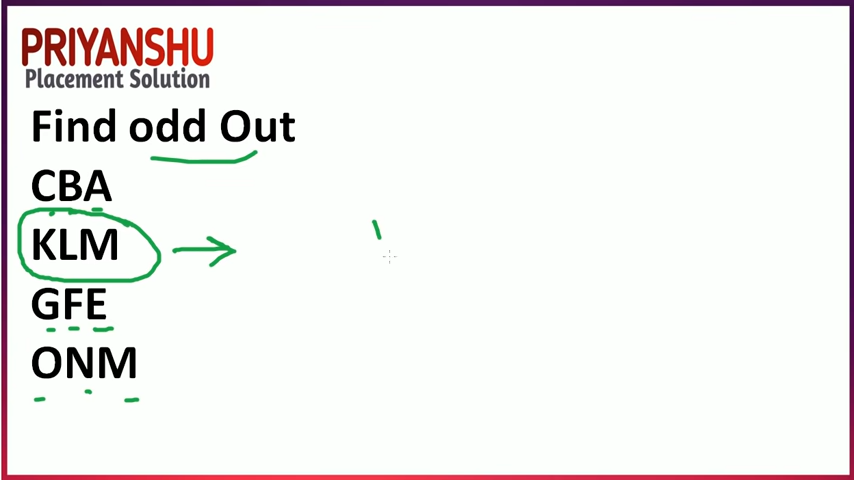 PRIYANSHU
Placement Solution
Find odd Out
CBA
KLM
GFE
ONM